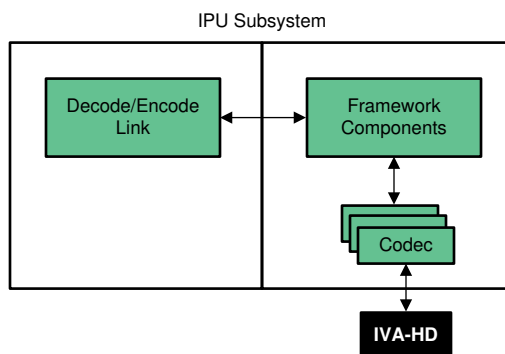 IPU Subsystem
Decode/Encode
Link
Framework
Components
Codec
IVA-HD